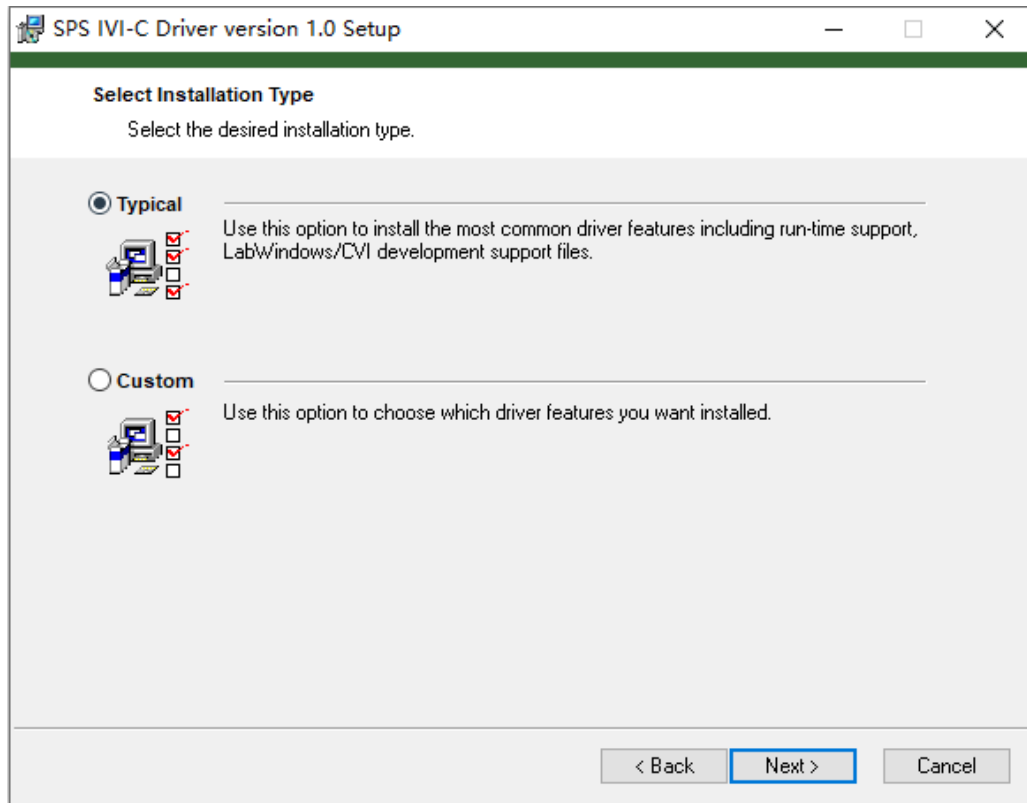 SPS IVI-C Driver version 1.0 Setup
Select Installation Type
Select the desired installation type.
Typical
Use this option to install the most common driver features including run-time support,
LabWindows/CVI development support files.
Custom
Use this option to choose which driver features you want installed.
< Back
Next >
Cancel